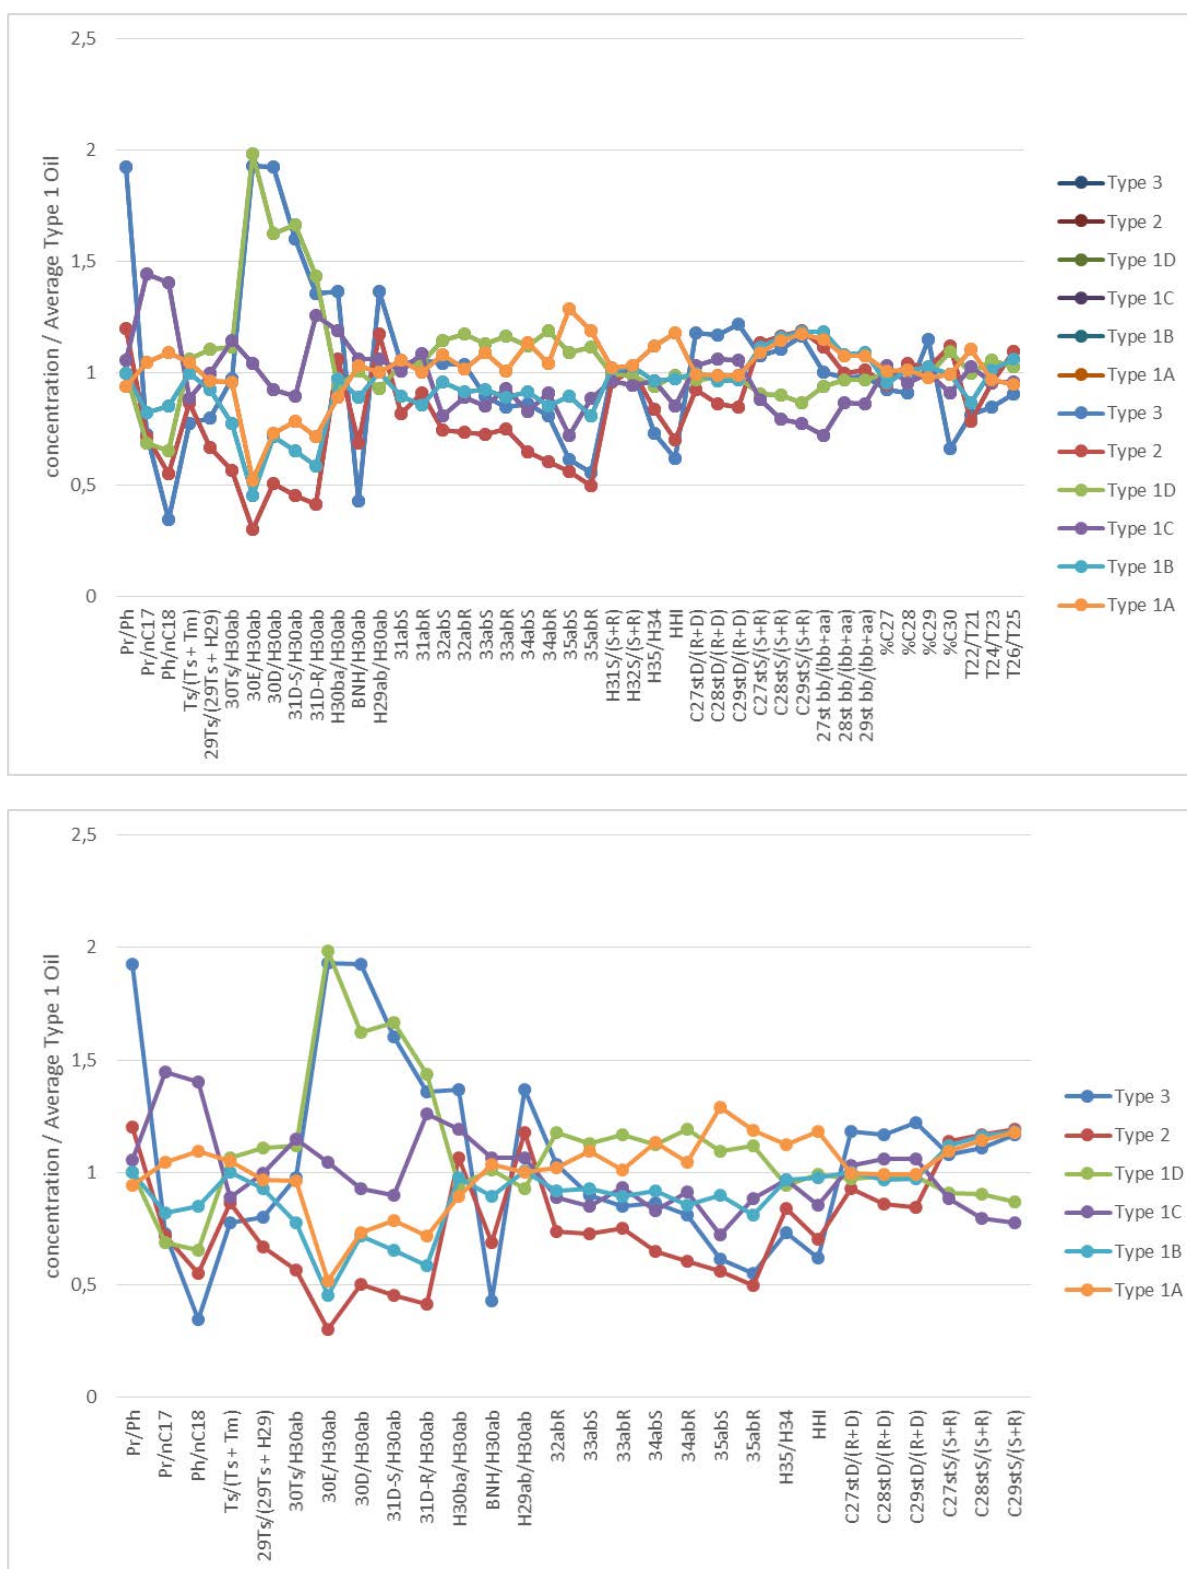 2,5
2
1,5
1
0,5
0
concentration / Average Type 1 Oil
Pr/Ph
Pr/nC17
Ph/nC18
Ts/(Ts + Tm)
29Ts/(29Ts + H29)
30Ts/H30ab
30E/H30ab
30D/H30ab
31D-S/H30ab
31D-R/H30ab
H30ba/H30ab
BNH/H30ab
H29ab/H30ab
31abS
31abR
32abS
32abR
33abS
33abR
34abS
34abR
35abS
35abR
H31S/(S+R)
H32S/(S+R)
H35/H34
HHI
C27stD/(R+D)
C28stD/(R+D)
C29stD/(R+D)
C27stS/(S+R)
C28stS/(S+R)
C29stS/(S+R)
27st bb/(bb+aa)
28st bb/(bb+aa)
29st bb/(bb+aa)
%C27
%C28
%C29
%C30
T22/T21
T24/T23
T26/T25
Type 3
Type 2
Type 1D
Type 1C
Type 1B
Type 1A
Type 3
Type 2
Type 1D
Type 1C
Type 1B
Type 1A
2,5
2
1,5
1
0,5
0
concentration / Average Type 1 Oil
Pr/Ph
Pr/nC17
Ph/nC18
Ts/(Ts + Tm)
29Ts/(29Ts + H29)
30Ts/H30ab
30E/H30ab
30D/H30ab
31D-S/H30ab
31D-R/H30ab
H30ba/H30ab
BNH/H30ab
H29ab/H30ab
32abR
33abS
33abR
34abS
34abR
35abS
35abR
H35/H34
HHI
C27stD/(R+D)
C28stD/(R+D)
C29stD/(R+D)
C27stS/(S+R)
C28stS/(S+R)
C29stS/(S+R)
Type 3
Type 2
Type 1D
Type 1C
Type 1B
Type 1A